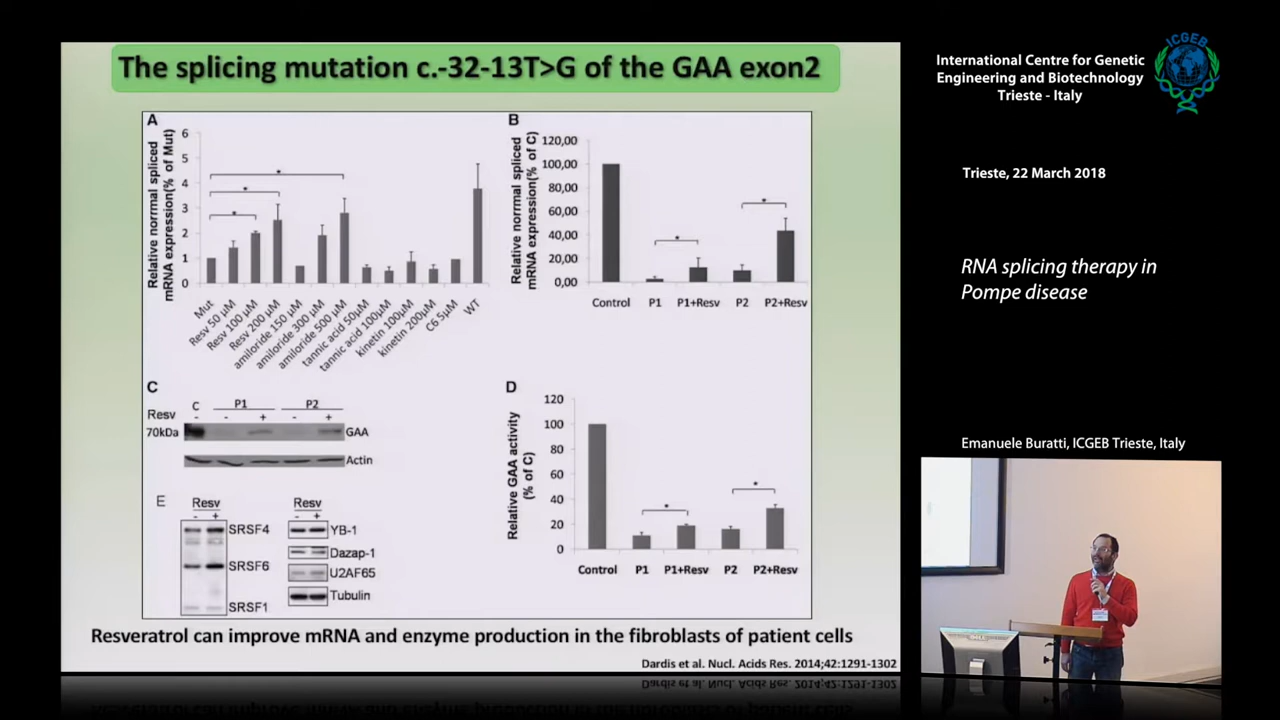 The splicing mutation c.-32-13T>G of the GAA exon2
A
Relative norrmal spliced
mRNA expression(% of Mut)
6
5
4
3
2
1
0
*
*
*
Mut
Resv 50 µM
Resv 100 µM
Resv 200 µM
amiloride 150 µM
amiloride 300 µM
amiloride 500 µM
tannic acid 50µM
tannic acid 100µM
kinetin 100µM
kinetin 200µM
C6 5µM
WT
B
Relative norrmal spliced
mRNA expression(% of C)
120,00
100,00
80,00
60,00
40,00
20,00
0,00
*
*
Control P1 P1+Resv P2 P2+Resv
C
C P1 P2
Resv - - + - +
70kDa GAA
Actin
D
Relative GAA activity
(% of C)
120
100
80
60
40
20
0
*
*
Control P1 P1+Resv P2 P2+Resv
E
Resv
- +
SRSF4
SRSF6
SRSF1
Resv
- +
YB-1
Dazap-1
U2AF65
Tubulin
Resveratrol can improve mRNA and enzyme production in the fibroblasts of patient cells
Dardis et al. Nucl. Acids Res. 2014;42:1291-1302
International Centre for Genetic
Engineering and Biotechnology
Trieste - Italy
ICGEB
Trieste, 22 March 2018
RNA splicing therapy in
Pompe disease
Emanuele Buratti, ICGEB Trieste, Italy